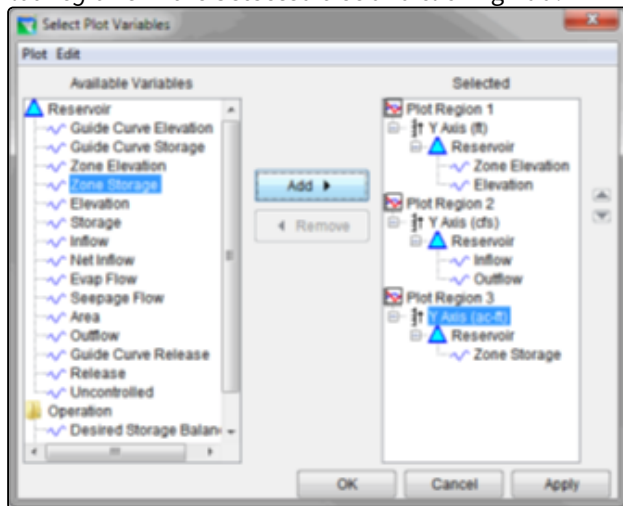 Select Plot Variables
Plot Edit
Available Variables
Selected
Reservoir
Guide Curve Elevation
Guide Curve Storage
Zone Elevation
Zone Storage
Elevation
Storage
Inflow
Net Inflow
Evap Flow
Seepage Flow
Area
Outflow
Guide Curve Release
Release
Uncontrolled
Operation
Desired Storage Balan
Add
Remove
Plot Region 1
Y Axis (ft)
Reservoir
Zone Elevation
Elevation
Plot Region 2
Y Axis (cfs)
Reservoir
Inflow
Outflow
Plot Region 3
Y Axis (ac-ft)
Reservoir
Zone Storage
OK
Cancel
Apply